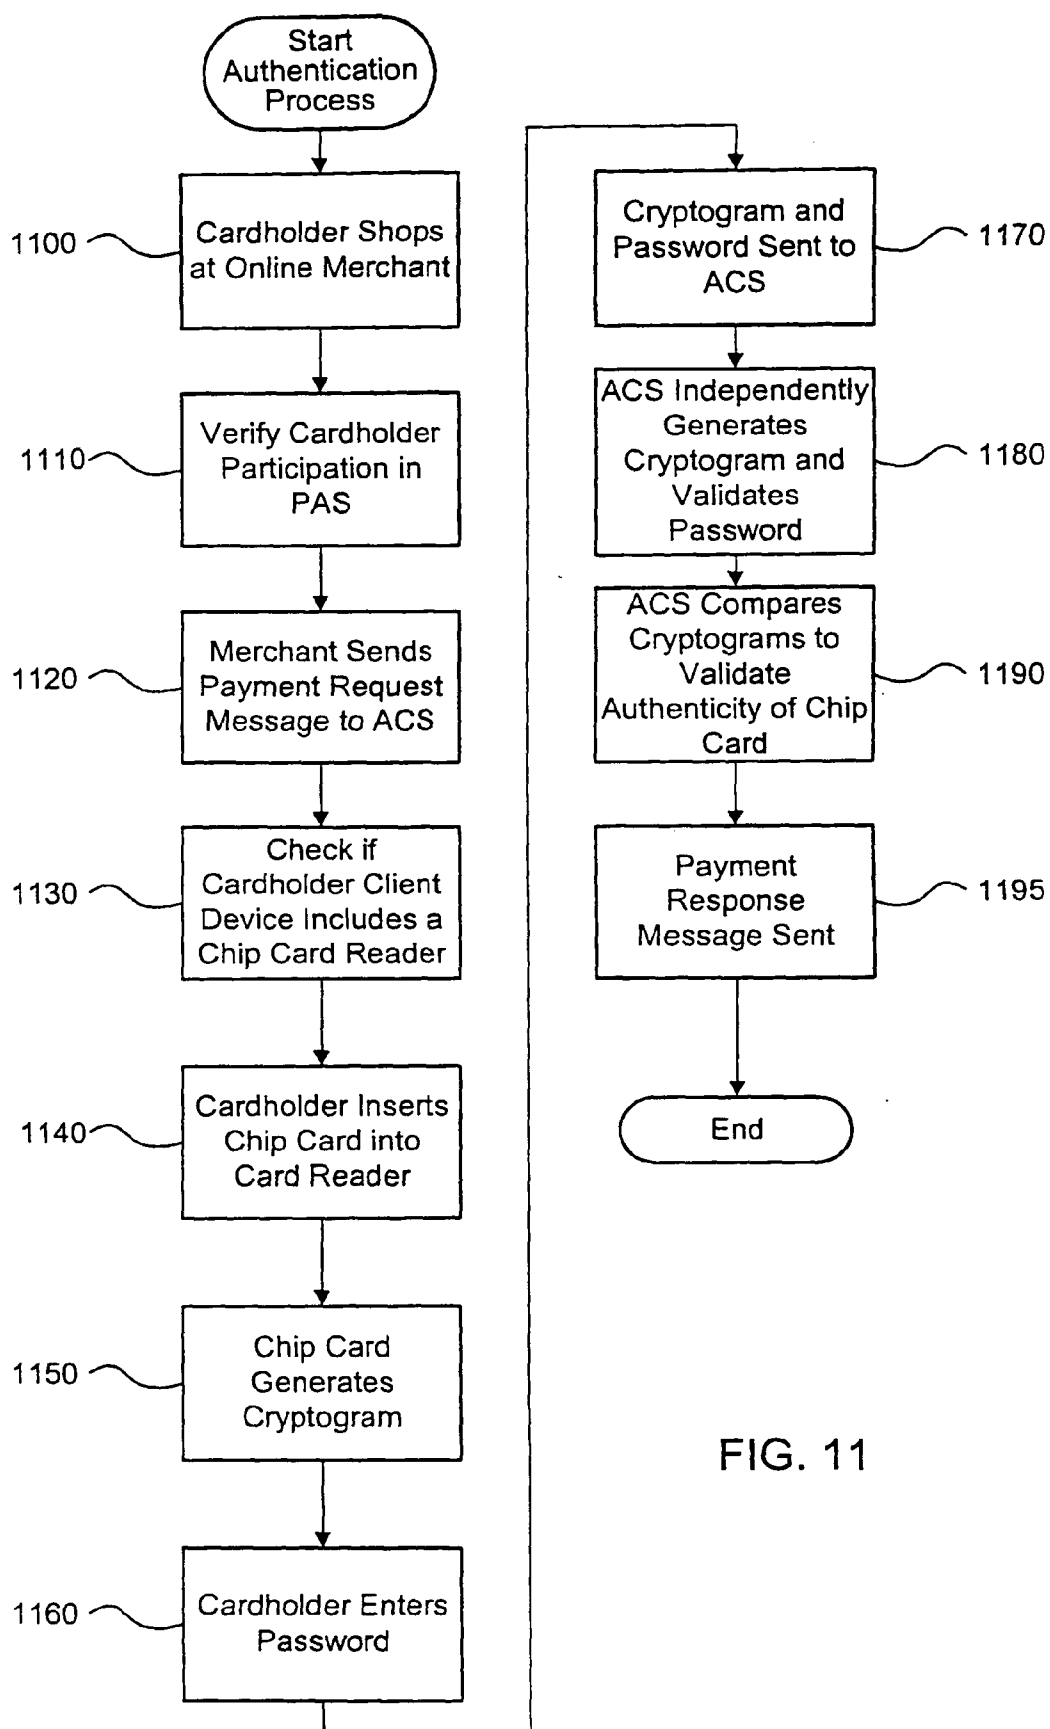 Start
Authentication
Process
1100
Cardholder Shops
at Online Merchant
1110
Verify Cardholder
Participation in
PAS
1120
Merchant Sends
Payment Request
Message to ACS
1130
Check if
Cardholder Client
Device Includes a
Chip Card Reader
1140
Cardholder Inserts
Chip Card into
Card Reader
1150
Chip Card
Generates
Cryptogram
1160
Cardholder Enters
Password
Cryptogram and
Password Sent to
ACS
1170
ACS Independently
Generates
Cryptogram and
Validates
Password
1180
ACS Compares
Cryptograms to
Validate
Authenticity of Chip
Card
1190
Payment
Response
Message Sent
1195
End
FIG. 11